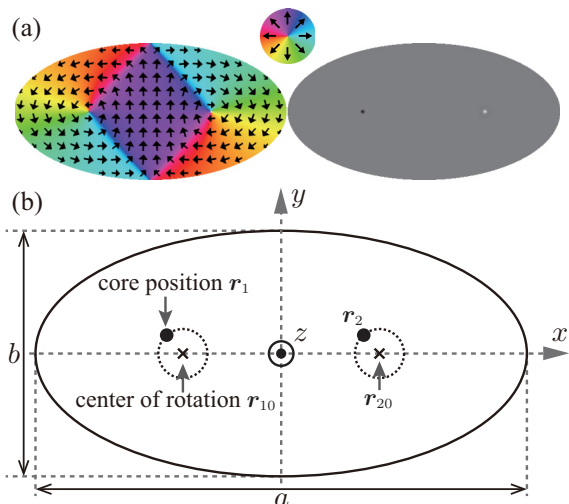 (a)
(b)
y
core position r₁
r₂
z
x
b
center of rotation r₁₀
r₂₀
a